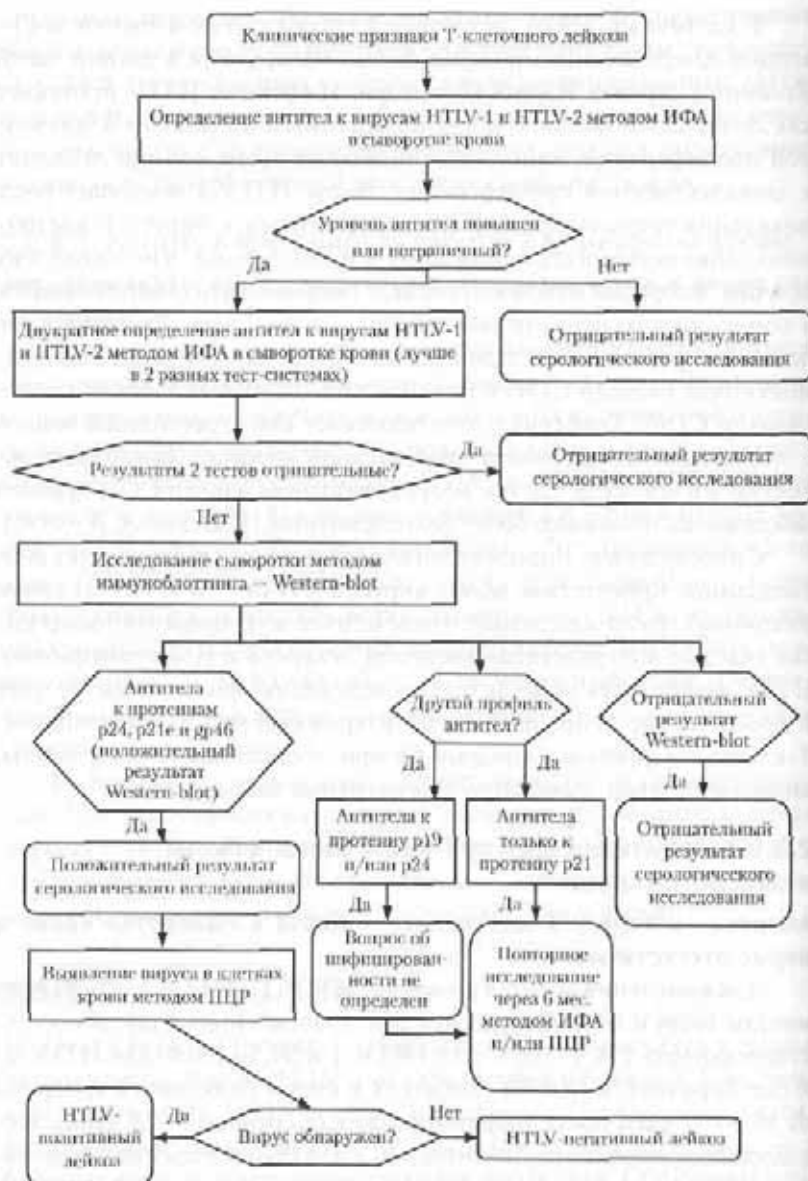 Клинические признаки Т-клеточного лейкоза
Определение антител к вирусам HTLV-1 и HTLV-2 методом ИФА
в сыворотке крови
Уровень антител повышен
или пограничный?
Да
Нет
Двукратное определение антител к вирусам HTLV-1
и HTLV-2 методом ИФА в сыворотке крови (лучше
в 2 разных тест-системах)
Отрицательный результат
серологического исследования
Результаты 2 тестов отрицательные?
Да
Отрицательный результат
серологического исследования
Нет
Исследование сыворотки методом
иммуноблоттинга — Western-blot
Антитела
к протеинам
p24, p21e и gp46
(положительный
результат
Western-blot)
Другой профиль
антител?
Отрицательный
результат
Western-blot
Да
Да
Да
Да
Положительный результат
серологического исследования
Антитела к
протеину p19
и/или p24
Антитела
только к
протеину p21
Отрицательный
результат
серологического
исследования
Да
Да
Выявление вируса в клетках
крови методом ПЦР
Вопрос об
инфицирован-
ности не
определен
Повторное
исследование
через 6 мес.
методом ИФА
и/или ПЦР
HTLV-
позитивный
лейкоз
Да
Вирус обнаружен?
Нет
HTLV-негативный лейкоз